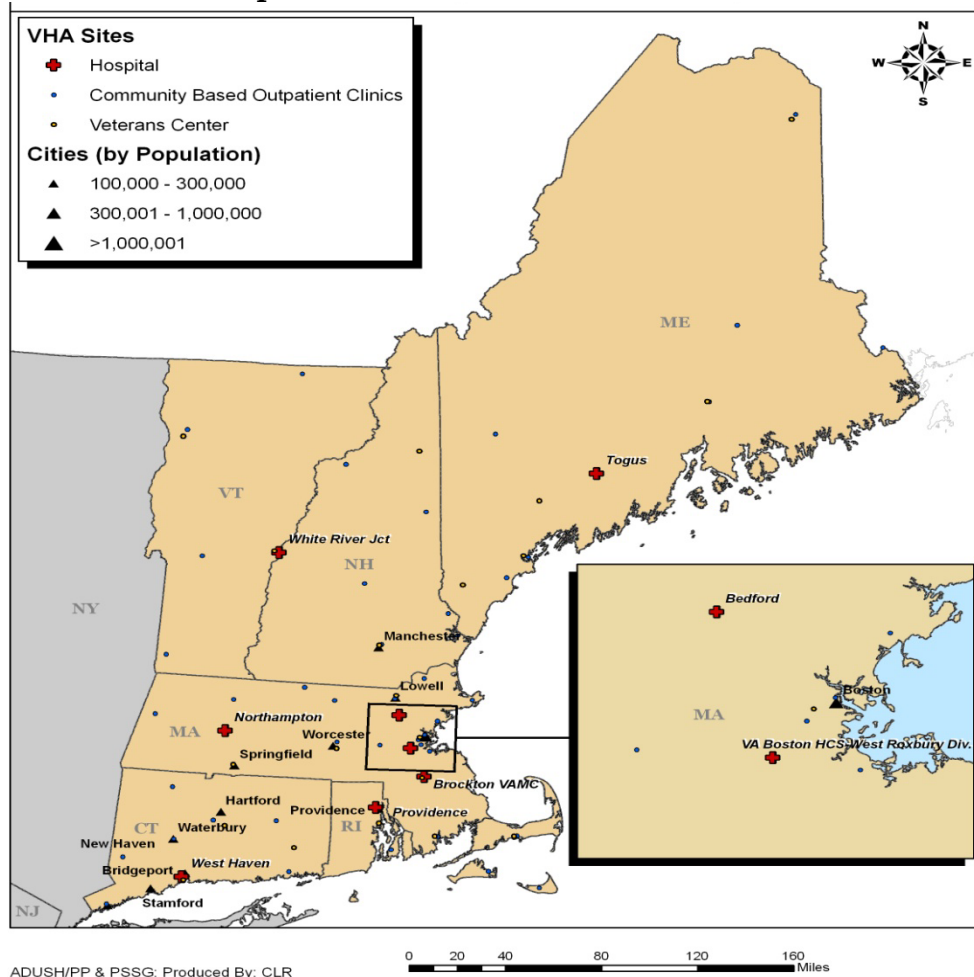 VHA Sites
Hospital
Community Based Outpatient Clinics
Veterans Center
Cities (by Population)
100,000 - 300,000
300,001 - 1,000,000
>1,000,001
N
W E
S
ME
Togus
VT
White River Jct
NH
NY
Manchester
Lowell
MA
Northampton
Worcester
Springfield
Brockton VAMC
Hartford
Providence
Providence
CT
Waterbury
RI
New Haven
West Haven
Bridgeport
Stamford
NJ
Bedford
Boston
MA
VA Boston HCS-West Roxbury Div.
ADUSH/PP & PSSG; Produced By: CLR
0 20 40 80 120 160
Miles